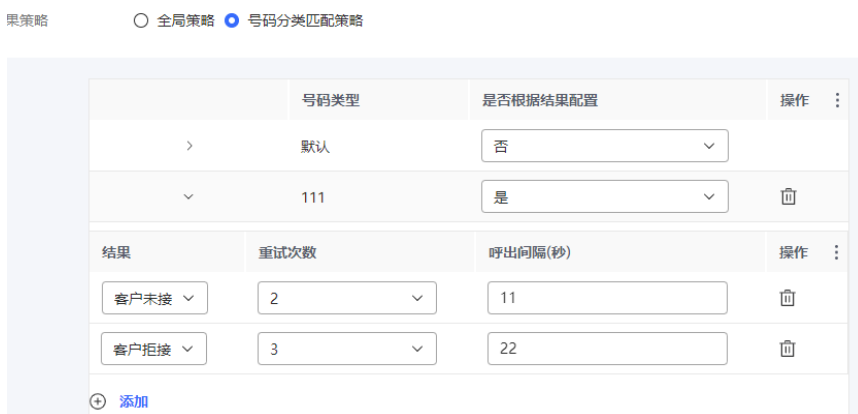 果策略 全局策略 号码分类匹配策略
号码类型 是否根据结果配置 操作
默认 否
111 是
结果 重试次数 呼出间隔(秒) 操作
客户未接 2 11
客户拒接 3 22
添加